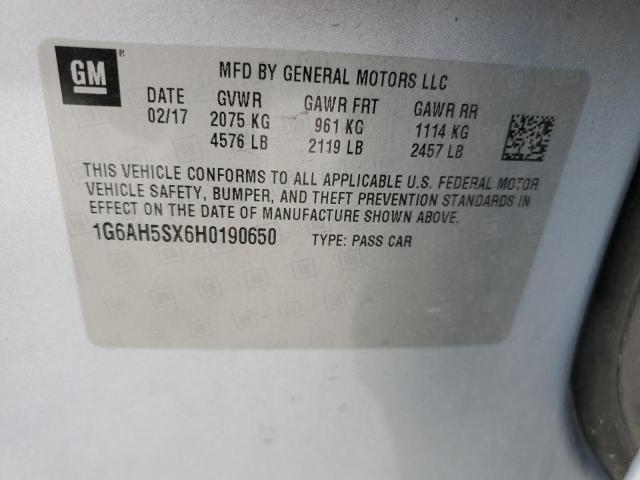 GM
MFD BY GENERAL MOTORS LLC
DATE GVWR GAWR FRT GAWR RR
02/17 2075 KG 961 KG 1114 KG
4576 LB 2119 LB 2457 LB
THIS VEHICLE CONFORMS TO ALL APPLICABLE U.S. FEDERAL MOTOR
VEHICLE SAFETY, BUMPER, AND THEFT PREVENTION STANDARDS IN
EFFECT ON THE DATE OF MANUFACTURE SHOWN ABOVE.
1G6AH5SX6H0190650 TYPE: PASS CAR